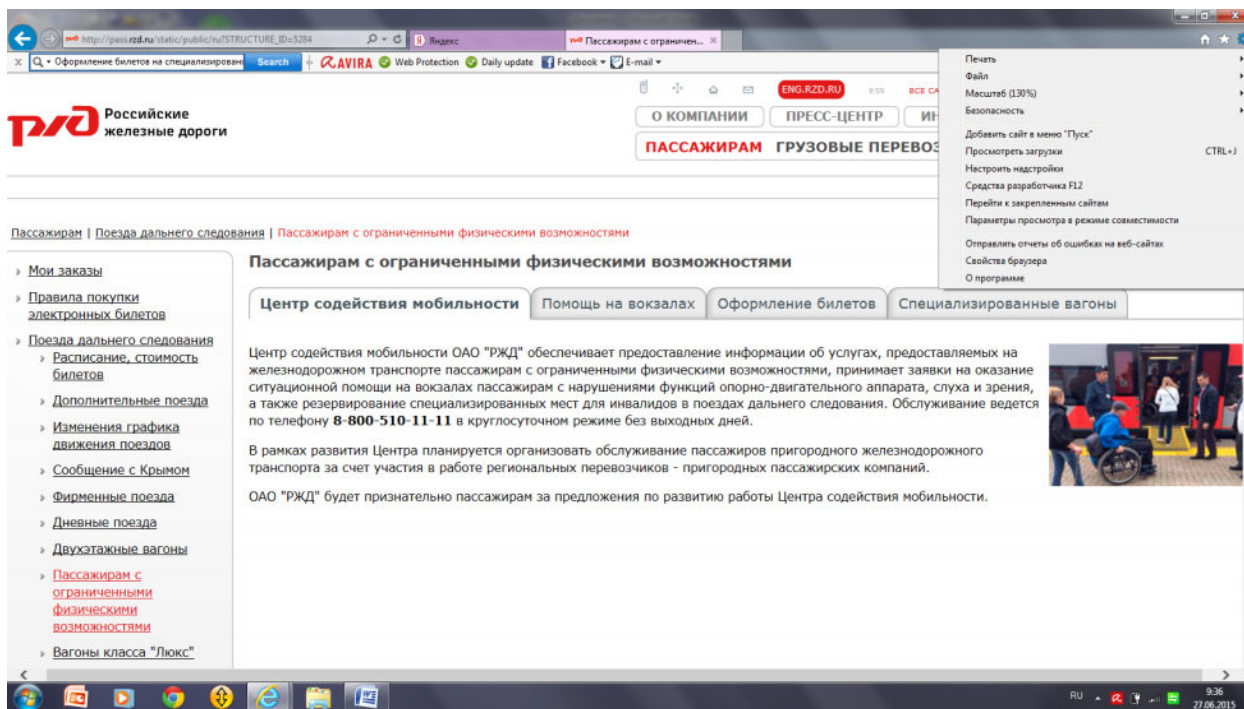 http://pass.rzd.ru/static/public/ru?STRUCTURE_ID=5284
Яндекс
Пассажирам с ограничен...
Оформление билетов на специализирован
Search
AVIRA
Web Protection
Daily update
Facebook
E-mail
Печать
Файл
Масштаб (130%)
Безопасность
Добавить сайт в меню "Пуск"
Просмотреть загрузки CTRL+J
Настроить надстройки
Средства разработчика F12
Перейти к закрепленным сайтам
Параметры просмотра в режиме совместимости
Отправлять отчеты об ошибках на веб-сайтах
Свойства браузера
О программе
ENG.RZD.RU
RSS
ВСЕ СА
Российские
железные дороги
О КОМПАНИИ
ПРЕСС-ЦЕНТР
ИН
ПАССАЖИРАМ ГРУЗОВЫЕ ПЕРЕВОЗ
Пассажирам | Поезда дальнего следования | Пассажирам с ограниченными физическими возможностями
Мои заказы
Правила покупки
электронных билетов
Поезда дальнего следования
Расписание, стоимость
билетов
Дополнительные поезда
Изменения графика
движения поездов
Сообщение с Крымом
Фирменные поезда
Дневные поезда
Двухэтажные вагоны
Пассажирам с
ограниченными
физическими
возможностями
Вагоны класса "Люкс"
Пассажирам с ограниченными физическими возможностями
Центр содействия мобильности
Помощь на вокзалах
Оформление билетов
Специализированные вагоны
Центр содействия мобильности ОАО "РЖД" обеспечивает предоставление информации об услугах, предоставляемых на
железнодорожном транспорте пассажирам с ограниченными физическими возможностями, принимает заявки на оказание
ситуационной помощи на вокзалах пассажирам с нарушениями функций опорно-двигательного аппарата, слуха и зрения,
а также резервирование специализированных мест для инвалидов в поездах дальнего следования. Обслуживание ведется
по телефону 8-800-510-11-11 в круглосуточном режиме без выходных дней.
В рамках развития Центра планируется организовать обслуживание пассажиров пригородного железнодорожного
транспорта за счет участия в работе региональных перевозчиков - пригородных пассажирских компаний.
ОАО "РЖД" будет признательно пассажирам за предложения по развитию работы Центра содействия мобильности.
RU
9:36
27.06.2015